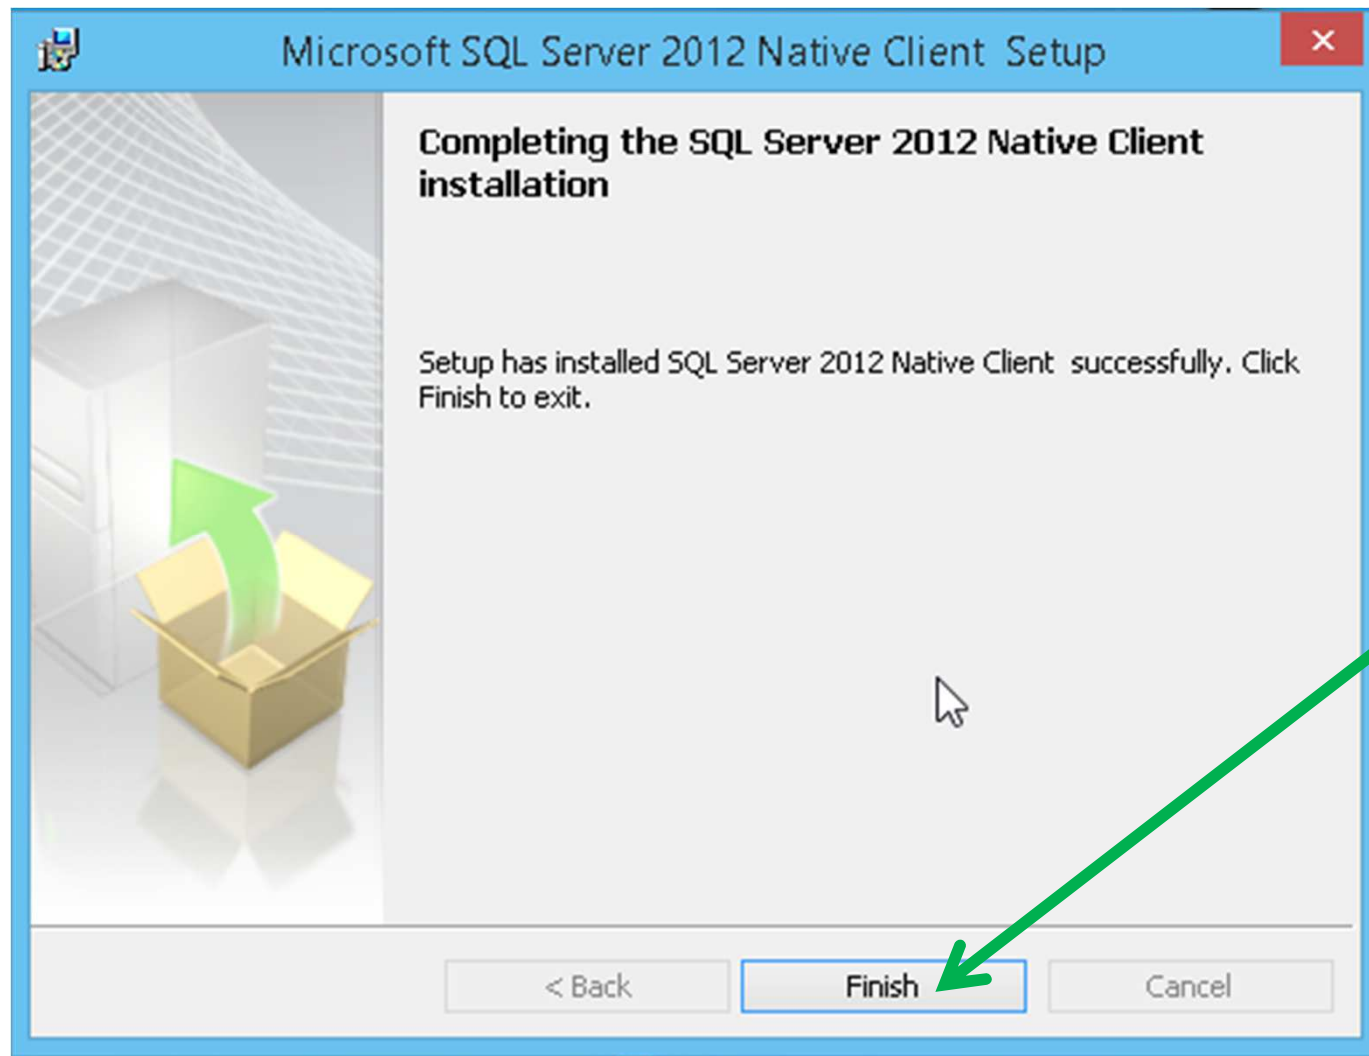 Microsoft SQL Server 2012 Native Client  Setup
Completing the SQL Server 2012 Native Client
installation
Setup has installed SQL Server 2012 Native Client  successfully. Click
Finish to exit.
< Back
Finish
Cancel